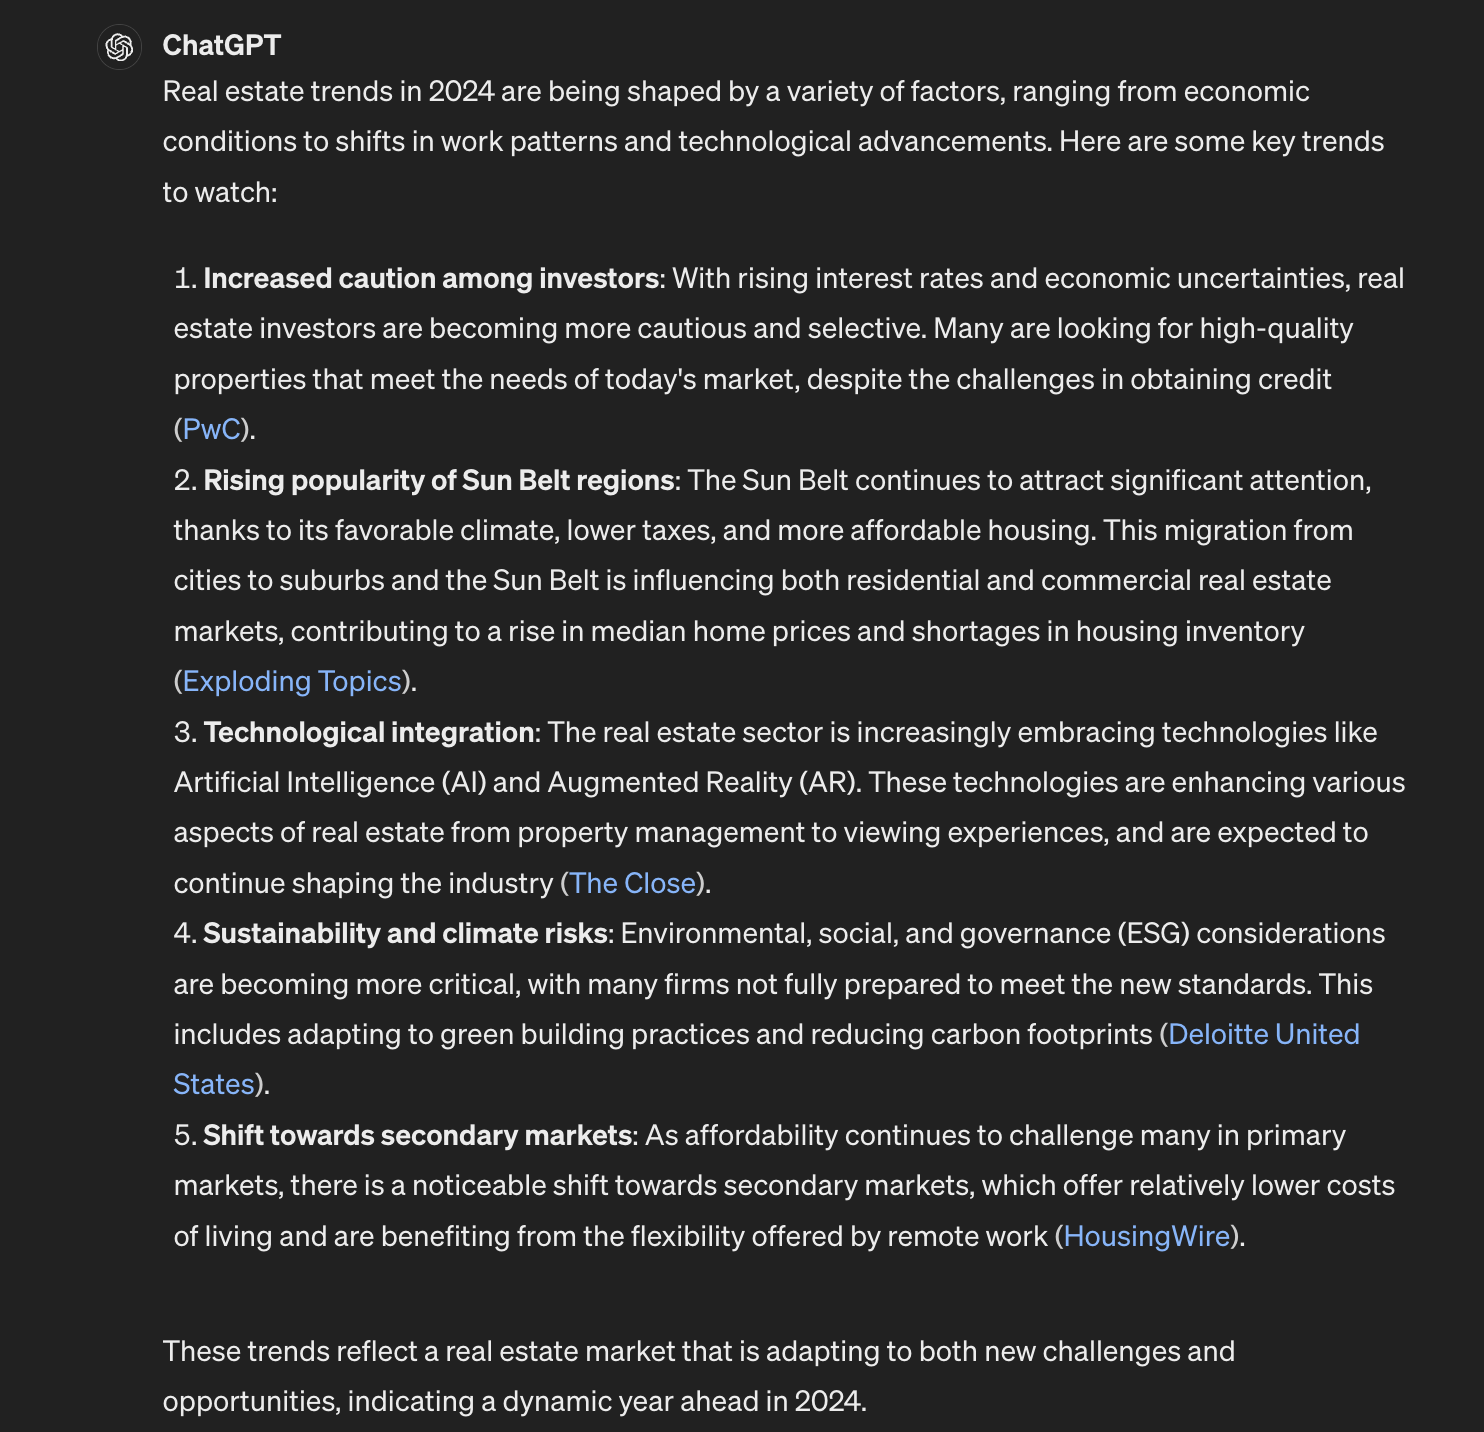 ChatGPT
Real estate trends in 2024 are being shaped by a variety of factors, ranging from economic
conditions to shifts in work patterns and technological advancements. Here are some key trends
to watch:
1. Increased caution among investors: With rising interest rates and economic uncertainties, real
estate investors are becoming more cautious and selective. Many are looking for high-quality
properties that meet the needs of today's market, despite the challenges in obtaining credit
(PwC).
2. Rising popularity of Sun Belt regions: The Sun Belt continues to attract significant attention,
thanks to its favorable climate, lower taxes, and more affordable housing. This migration from
cities to suburbs and the Sun Belt is influencing both residential and commercial real estate
markets, contributing to a rise in median home prices and shortages in housing inventory
(Exploding Topics).
3. Technological integration: The real estate sector is increasingly embracing technologies like
Artificial Intelligence (AI) and Augmented Reality (AR). These technologies are enhancing various
aspects of real estate from property management to viewing experiences, and are expected to
continue shaping the industry (The Close).
4. Sustainability and climate risks: Environmental, social, and governance (ESG) considerations
are becoming more critical, with many firms not fully prepared to meet the new standards. This
includes adapting to green building practices and reducing carbon footprints (Deloitte United
States).
5. Shift towards secondary markets: As affordability continues to challenge many in primary
markets, there is a noticeable shift towards secondary markets, which offer relatively lower costs
of living and are benefiting from the flexibility offered by remote work (HousingWire).
These trends reflect a real estate market that is adapting to both new challenges and
opportunities, indicating a dynamic year ahead in 2024.